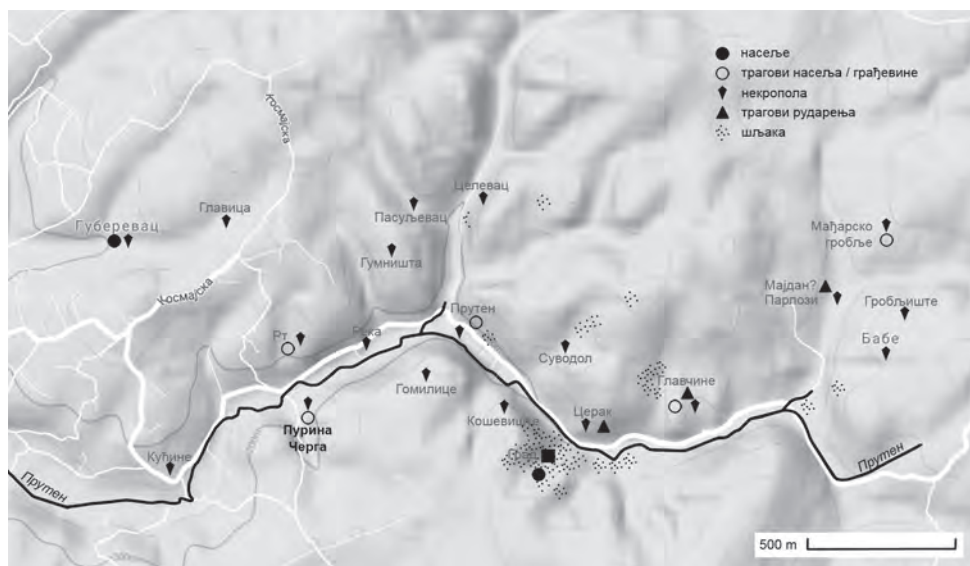 насеље
трагови насеља / грађевине
некропола
трагови рударења
шљака
Космајска
Целевац
Главица
Пасуљевац
Губеревац
Мађарско
гробље
Гумништа
Космајска
Мајдан?
Парлози
Гробљиште
Прутен
Рт
Река
Бабе
Суводол
Гомилице
Главчине
Кошевице
Церак
Пурина
Черга
Кућине
Прутен
Прутен
500 m